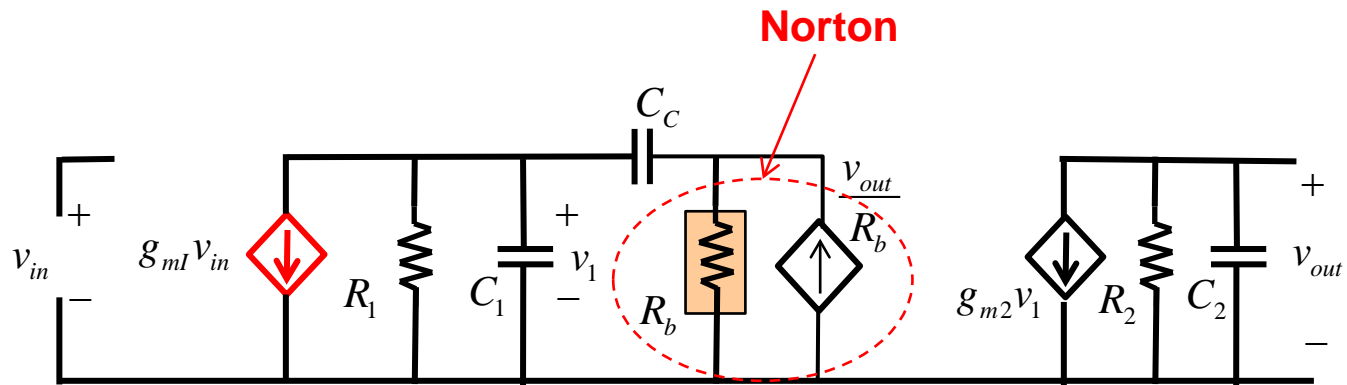 Norton
C_C
v_out
R_b
+
v_in
−
g_mI v_in
R_1
C_1
+
v_1
−
R_b
g_m2 v_1
R_2
C_2
+
v_out
−